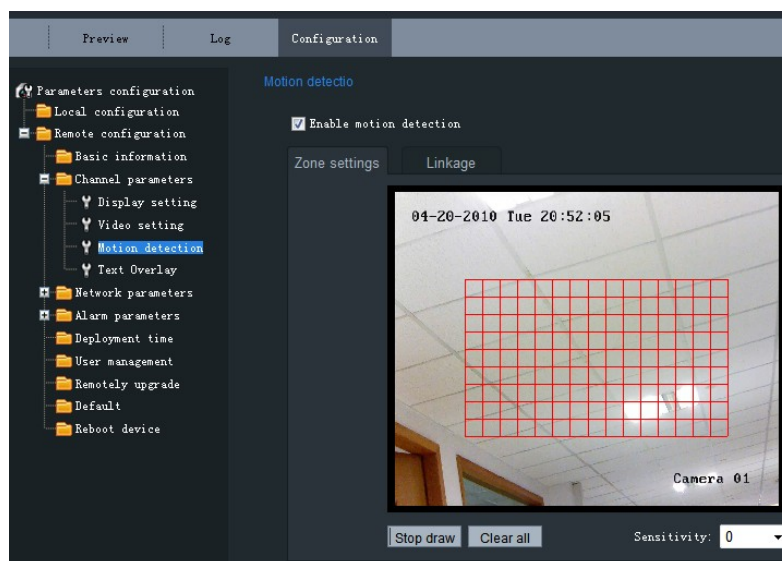 Preview Log Configuration
Parameters configuration
Local configuration
Remote configuration
Basic information
Channel parameters
Display setting
Video setting
Motion detection
Text Overlay
Network parameters
Alarm parameters
Deployment time
User management
Remotely upgrade
Default
Reboot device
Motion detectio
Enable motion detection
Zone settings Linkage
04-20-2010 Tue 20:52:05
Camera 01
Stop draw Clear all Sensitivity: 0